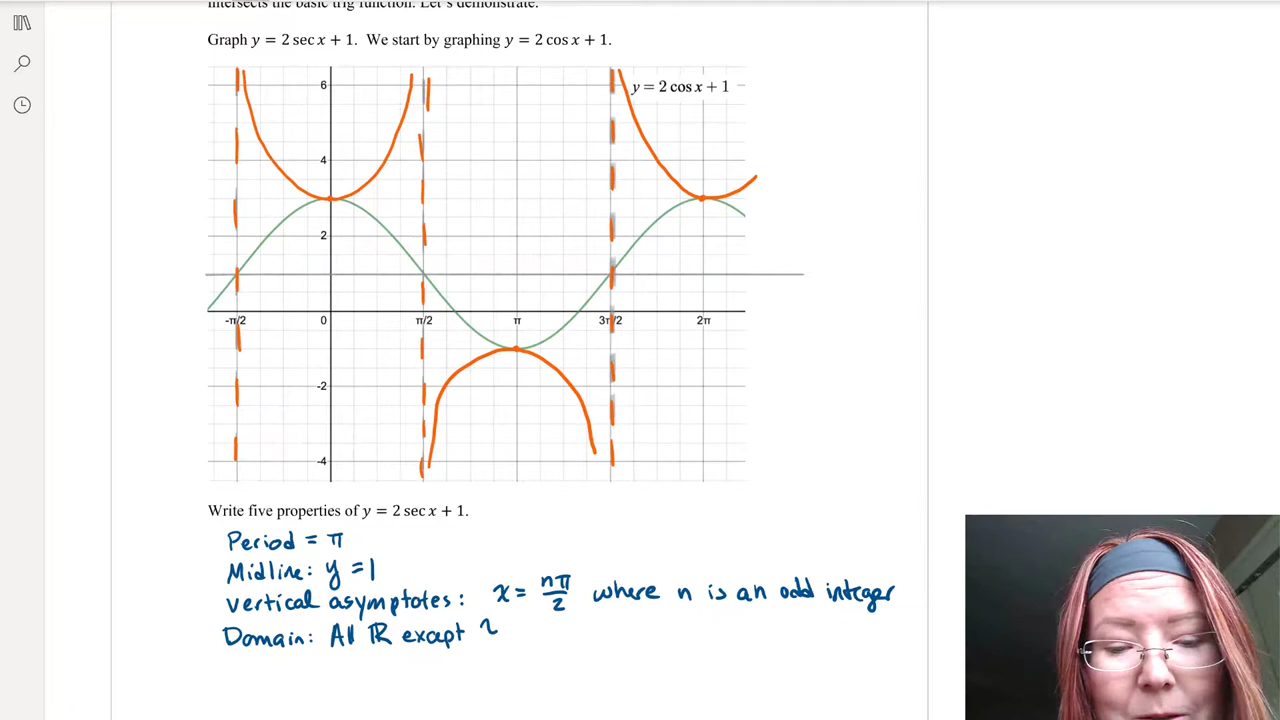 intersects the basic trig function. Let's demonstrate.
Graph y = 2 sec x + 1. We start by graphing y = 2 cos x + 1.
y = 2 cos x + 1
6
4
2
-π/2 0 π/2 π 3π/2 2π
-2
-4
Write five properties of y = 2 sec x + 1.
Period = π
Midline: y = 1
vertical asymptotes: x = nπ/2 where n is an odd integer
Domain: All ℝ except